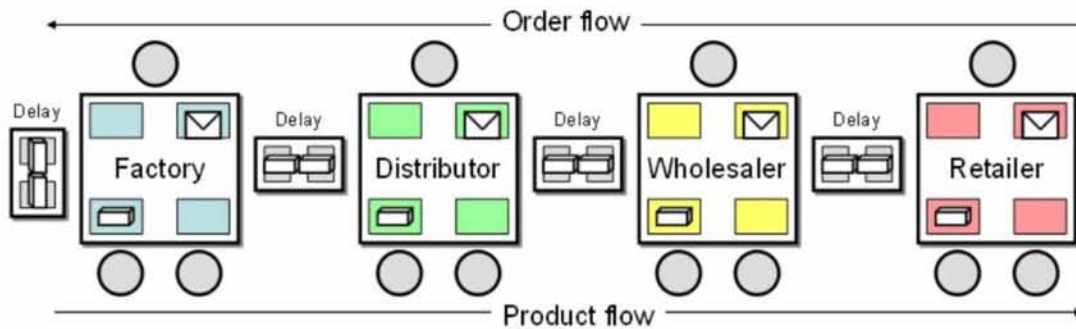 Order flow
Delay
Delay
Delay
Delay
Factory
Distributor
Wholesaler
Retailer
Product flow